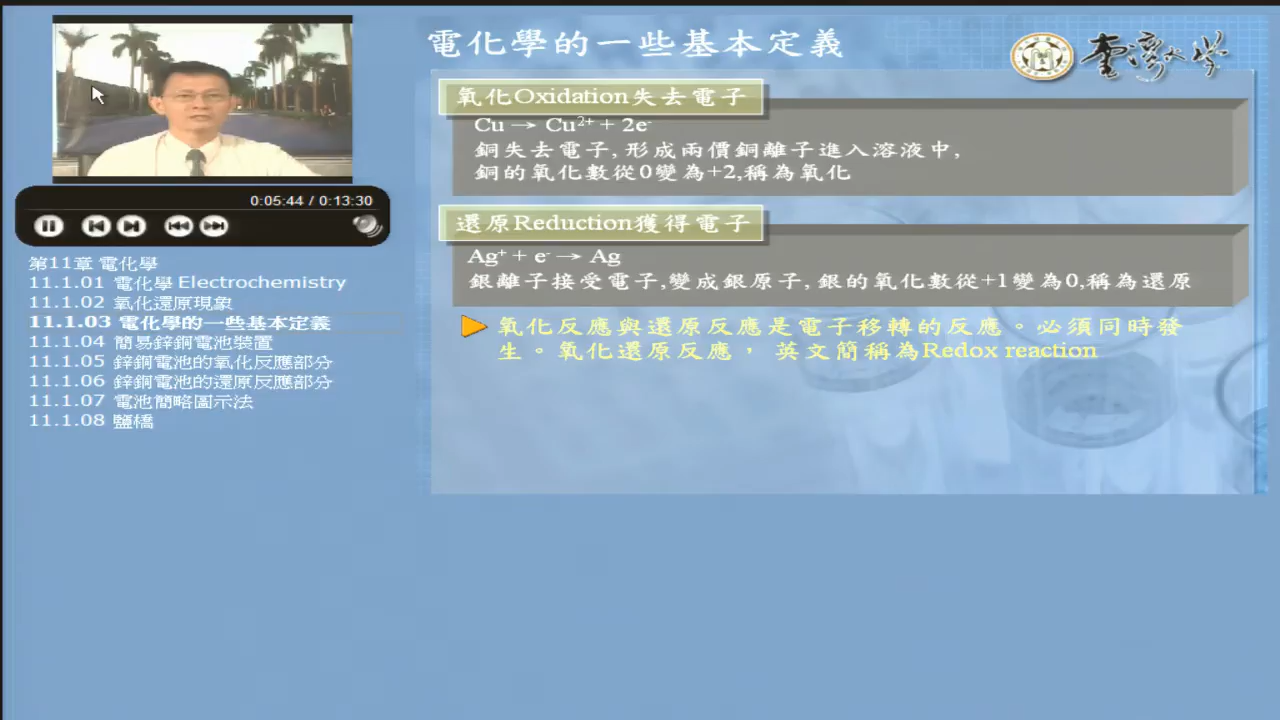 電化學的一些基本定義
臺灣大學
氧化Oxidation失去電子
Cu → Cu²⁺ + 2e⁻
銅失去電子,形成兩價銅離子進入溶液中,
銅的氧化數從0變為+2,稱為氧化
還原Reduction獲得電子
Ag⁺ + e⁻ → Ag
銀離子接受電子,變成銀原子,銀的氧化數從+1變為0,稱為還原
氧化反應與還原反應是電子移轉的反應。必須同時發
生。氧化還原反應，英文簡稱為Redox reaction
0:05:44 / 0:13:30
第11章 電化學
11.1.01 電化學 Electrochemistry
11.1.02 氧化還原現象
11.1.03 電化學的一些基本定義
11.1.04 簡易鋅銅電池裝置
11.1.05 鋅銅電池的氧化反應部分
11.1.06 鋅銅電池的還原反應部分
11.1.07 電池簡略圖示法
11.1.08 鹽橋